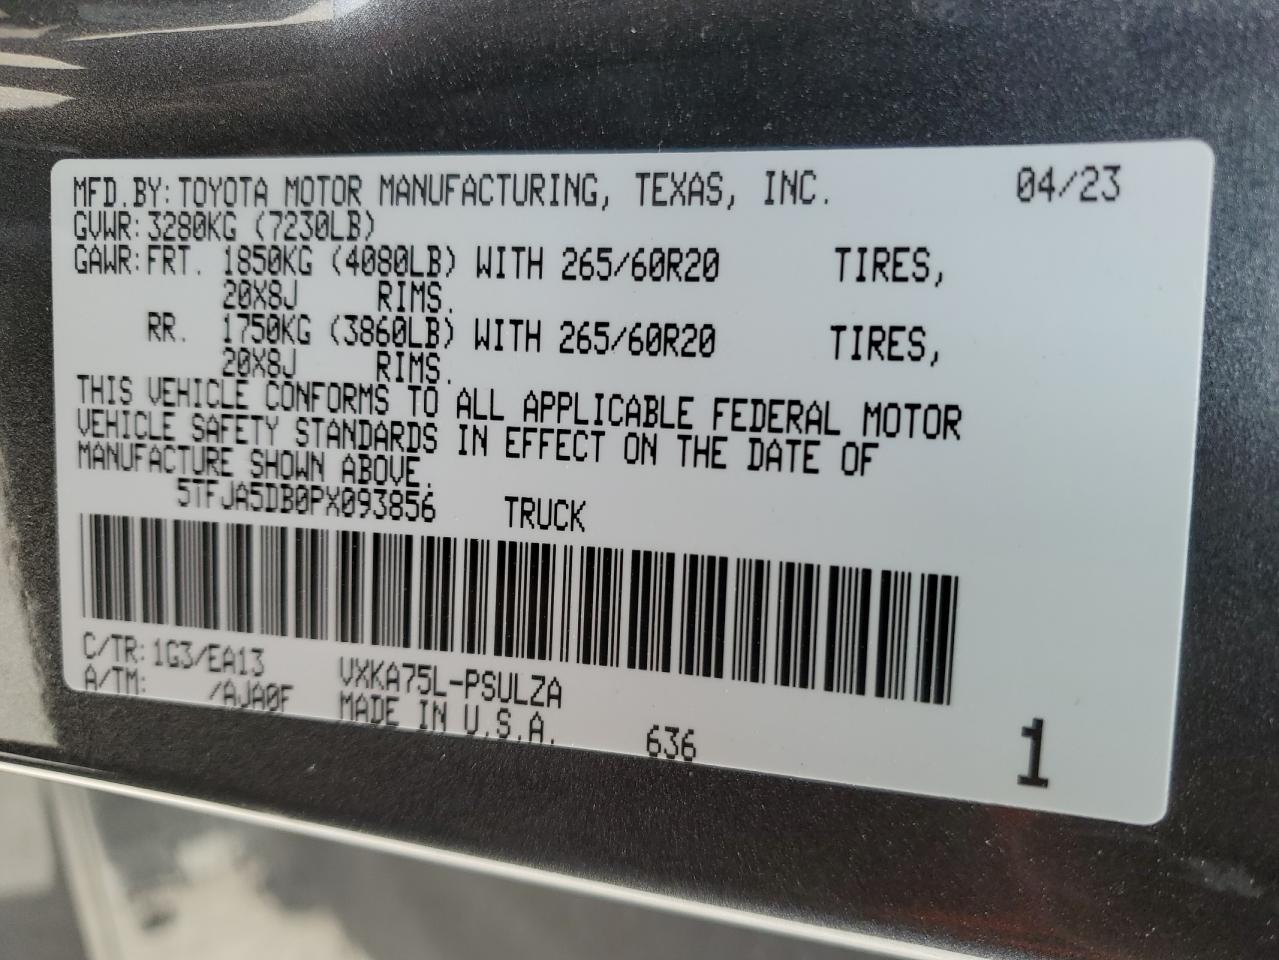 MFD.BY: TOYOTA MOTOR MANUFACTURING, TEXAS, INC. 04/23
GVWR: 3280KG (7230LB)
GAWR: FRT. 1850KG (4080LB) WITH 265/60R20 TIRES,
20X8J RIMS.
RR. 1750KG (3860LB) WITH 265/60R20 TIRES,
20X8J RIMS.
THIS VEHICLE CONFORMS TO ALL APPLICABLE FEDERAL MOTOR
VEHICLE SAFETY STANDARDS IN EFFECT ON THE DATE OF
MANUFACTURE SHOWN ABOVE.
5TFJA5DB0PX093856 TRUCK
C/TR: 1G3/EA13 VXKA75L-PSULZA
A/TM: /AJA0F MADE IN U.S.A. 636
1